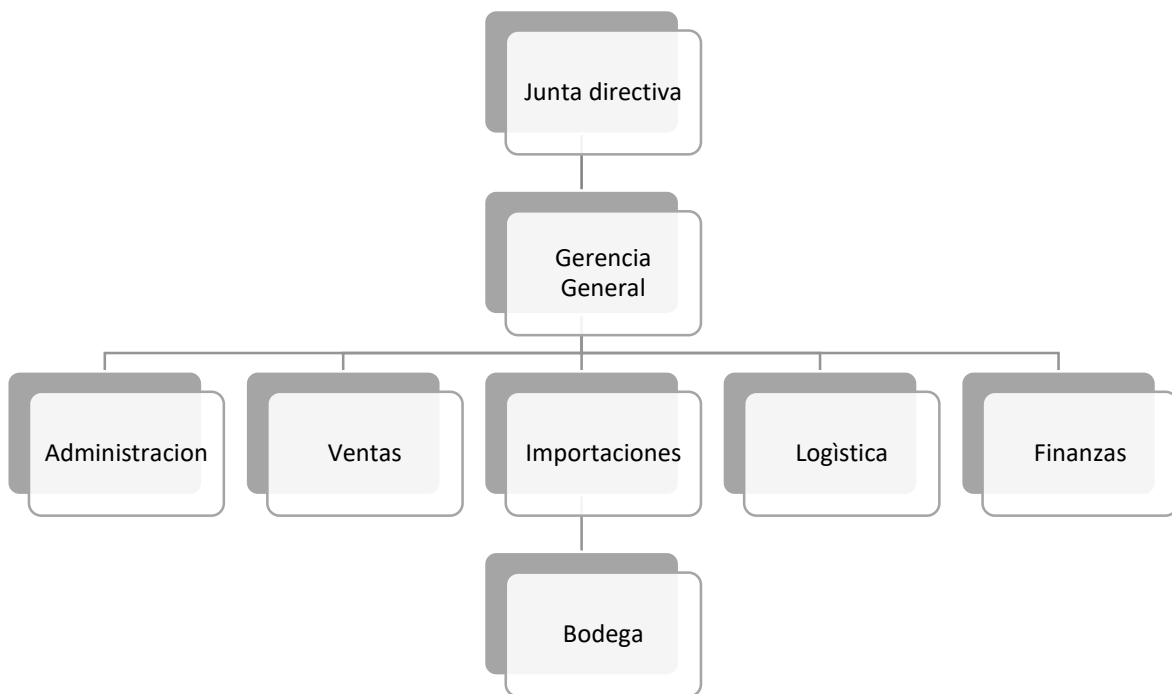 Junta directiva
Gerencia
General
Administracion
Ventas
Importaciones
Logìstica
Finanzas
Bodega